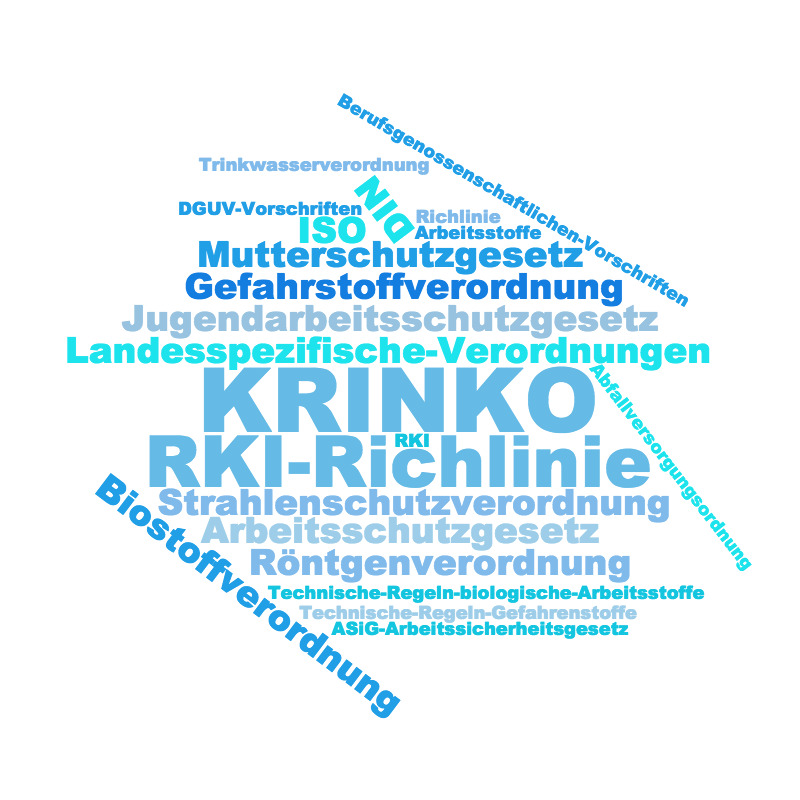 Berufsgenossenschaftlichen-Vorschriften
Trinkwasserverordnung
DIN
DGUV-Vorschriften
Richlinie
ISO
Arbeitsstoffe
Mutterschutzgesetz
Gefahrstoffverordnung
Jugendarbeitsschutzgesetz
Landesspezifische-Verordnungen
KRINKO
Abfallversorgungsordnung
RKI
RKI-Richlinie
Biostoffverordnung
Strahlenschutzverordnung
Arbeitsschutzgesetz
Röntgenverordnung
Technische-Regeln-biologische-Arbeitsstoffe
Technische-Regeln-Gefahrenstoffe
ASiG-Arbeitssicherheitsgesetz